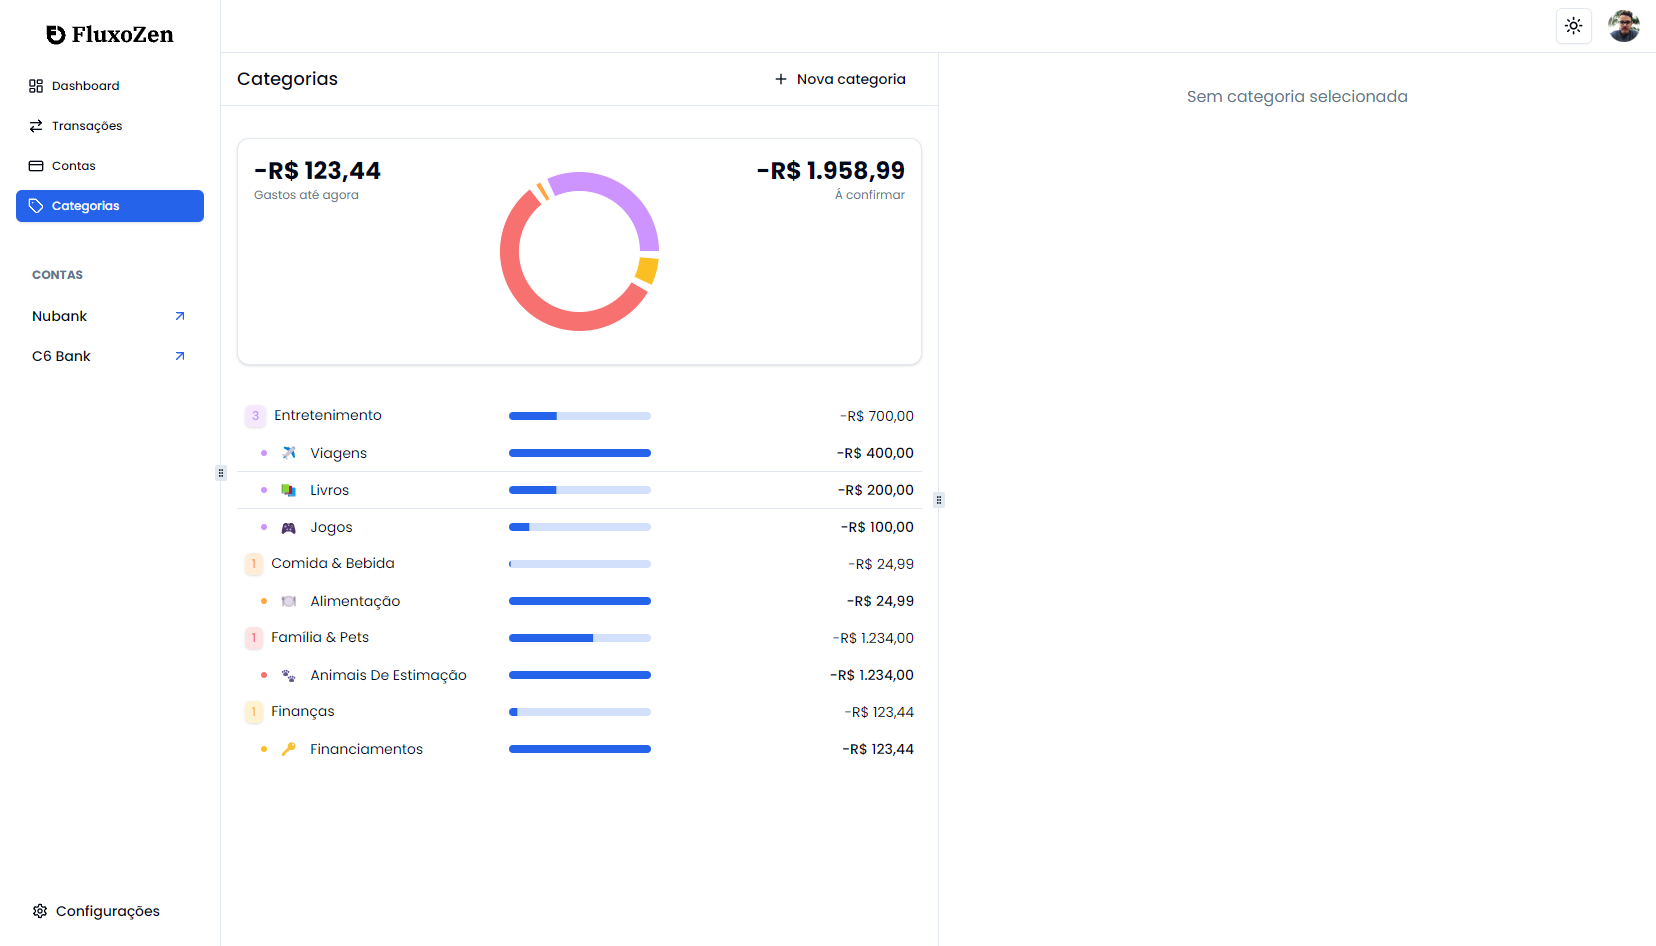 FluxoZen
Dashboard
Transações
Contas
Categorias
CONTAS
Nubank
C6 Bank
Configurações
Categorias
Nova categoria
-R$ 123,44
Gastos até agora
-R$ 1.958,99
Á confirmar
3 Entretenimento -R$ 700,00
Viagens -R$ 400,00
Livros -R$ 200,00
Jogos -R$ 100,00
1 Comida & Bebida -R$ 24,99
Alimentação -R$ 24,99
1 Família & Pets -R$ 1.234,00
Animais De Estimação -R$ 1.234,00
1 Finanças -R$ 123,44
Financiamentos -R$ 123,44
Sem categoria selecionada